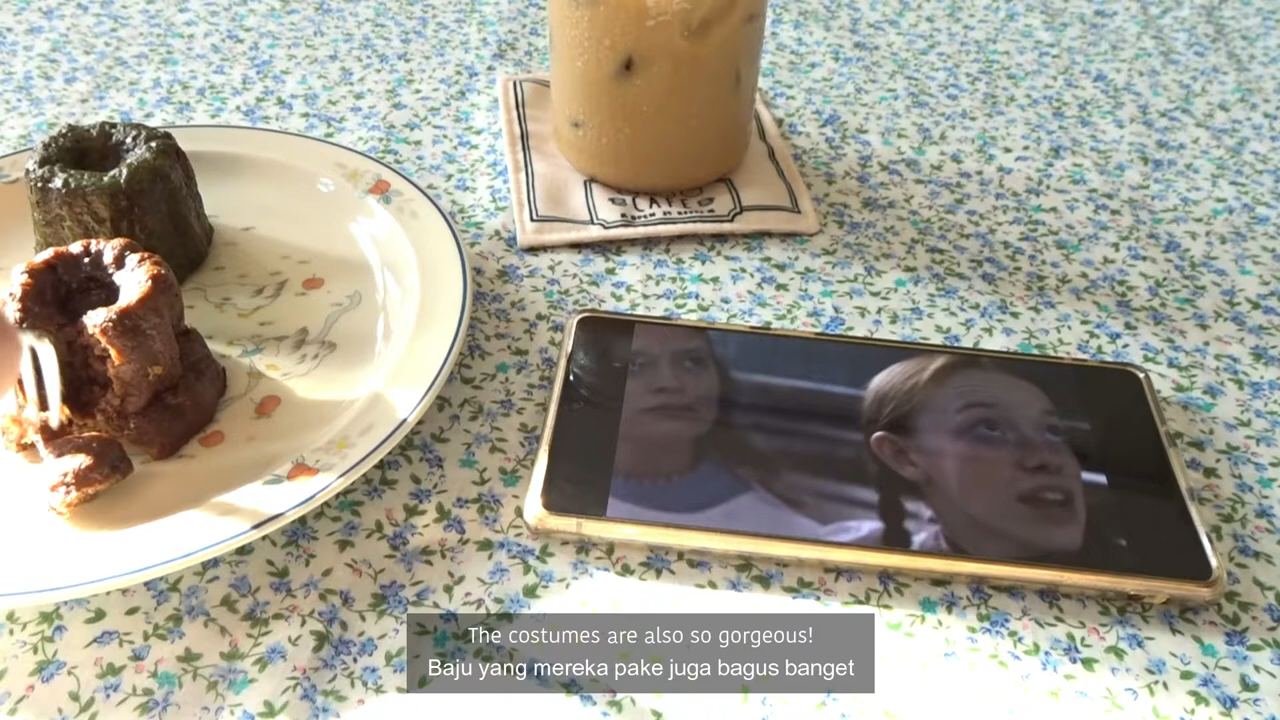 CAFE
The costumes are also so gorgeous!
Baju yang mereka pake juga bagus banget